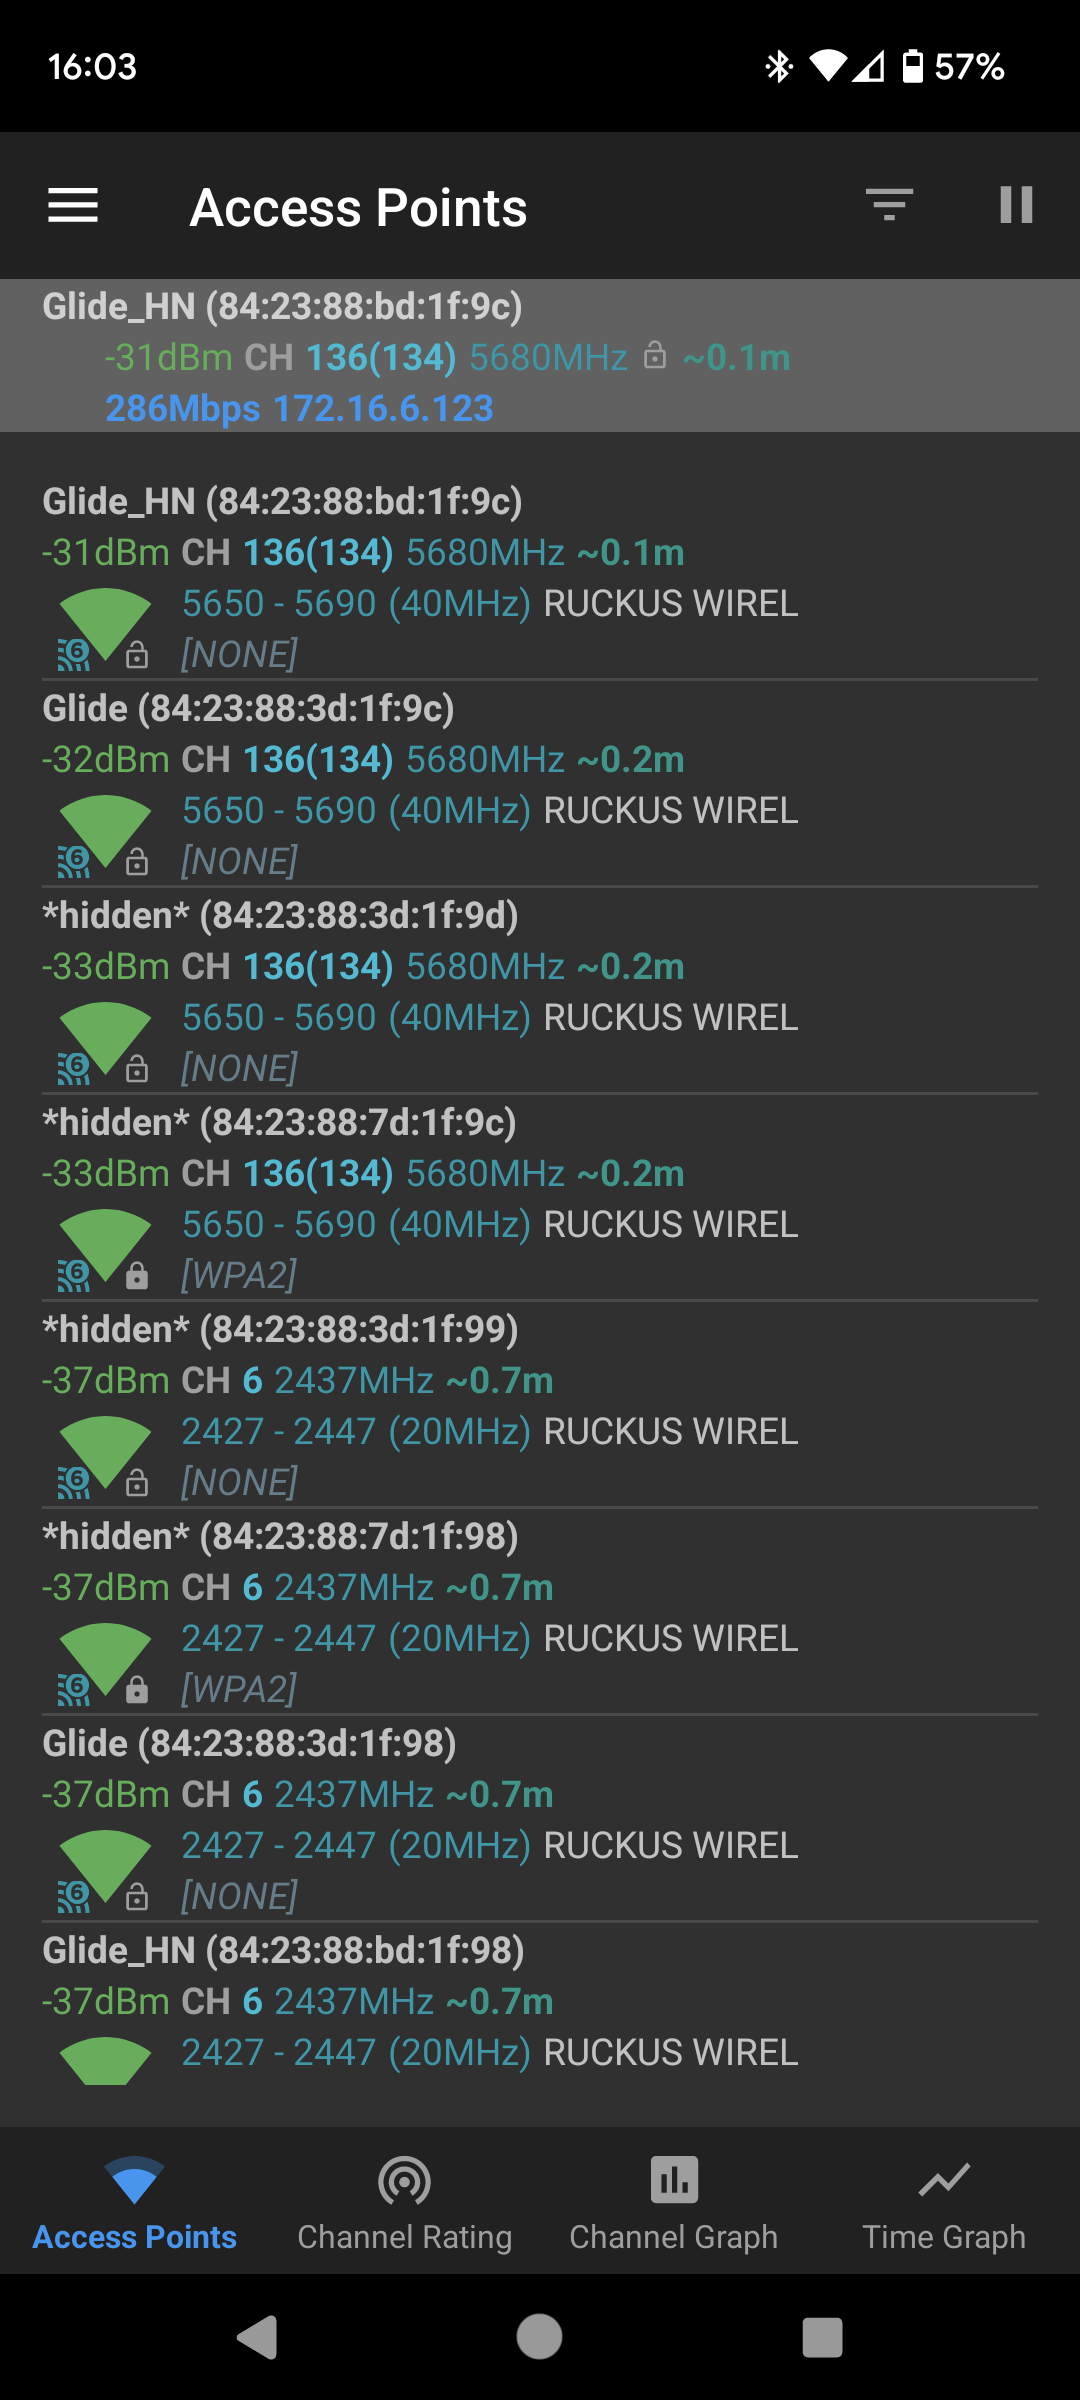 16:03 57%
Access Points
Glide_HN (84:23:88:bd:1f:9c)
-31dBm CH 136(134) 5680MHz ~0.1m
286Mbps 172.16.6.123
Glide_HN (84:23:88:bd:1f:9c)
-31dBm CH 136(134) 5680MHz ~0.1m
5650 - 5690 (40MHz) RUCKUS WIREL
6 [NONE]
Glide (84:23:88:3d:1f:9c)
-32dBm CH 136(134) 5680MHz ~0.2m
5650 - 5690 (40MHz) RUCKUS WIREL
6 [NONE]
*hidden* (84:23:88:3d:1f:9d)
-33dBm CH 136(134) 5680MHz ~0.2m
5650 - 5690 (40MHz) RUCKUS WIREL
6 [NONE]
*hidden* (84:23:88:7d:1f:9c)
-33dBm CH 136(134) 5680MHz ~0.2m
5650 - 5690 (40MHz) RUCKUS WIREL
6 [WPA2]
*hidden* (84:23:88:3d:1f:99)
-37dBm CH 6 2437MHz ~0.7m
2427 - 2447 (20MHz) RUCKUS WIREL
6 [NONE]
*hidden* (84:23:88:7d:1f:98)
-37dBm CH 6 2437MHz ~0.7m
2427 - 2447 (20MHz) RUCKUS WIREL
6 [WPA2]
Glide (84:23:88:3d:1f:98)
-37dBm CH 6 2437MHz ~0.7m
2427 - 2447 (20MHz) RUCKUS WIREL
6 [NONE]
Glide_HN (84:23:88:bd:1f:98)
-37dBm CH 6 2437MHz ~0.7m
2427 - 2447 (20MHz) RUCKUS WIREL
Access Points Channel Rating Channel Graph Time Graph